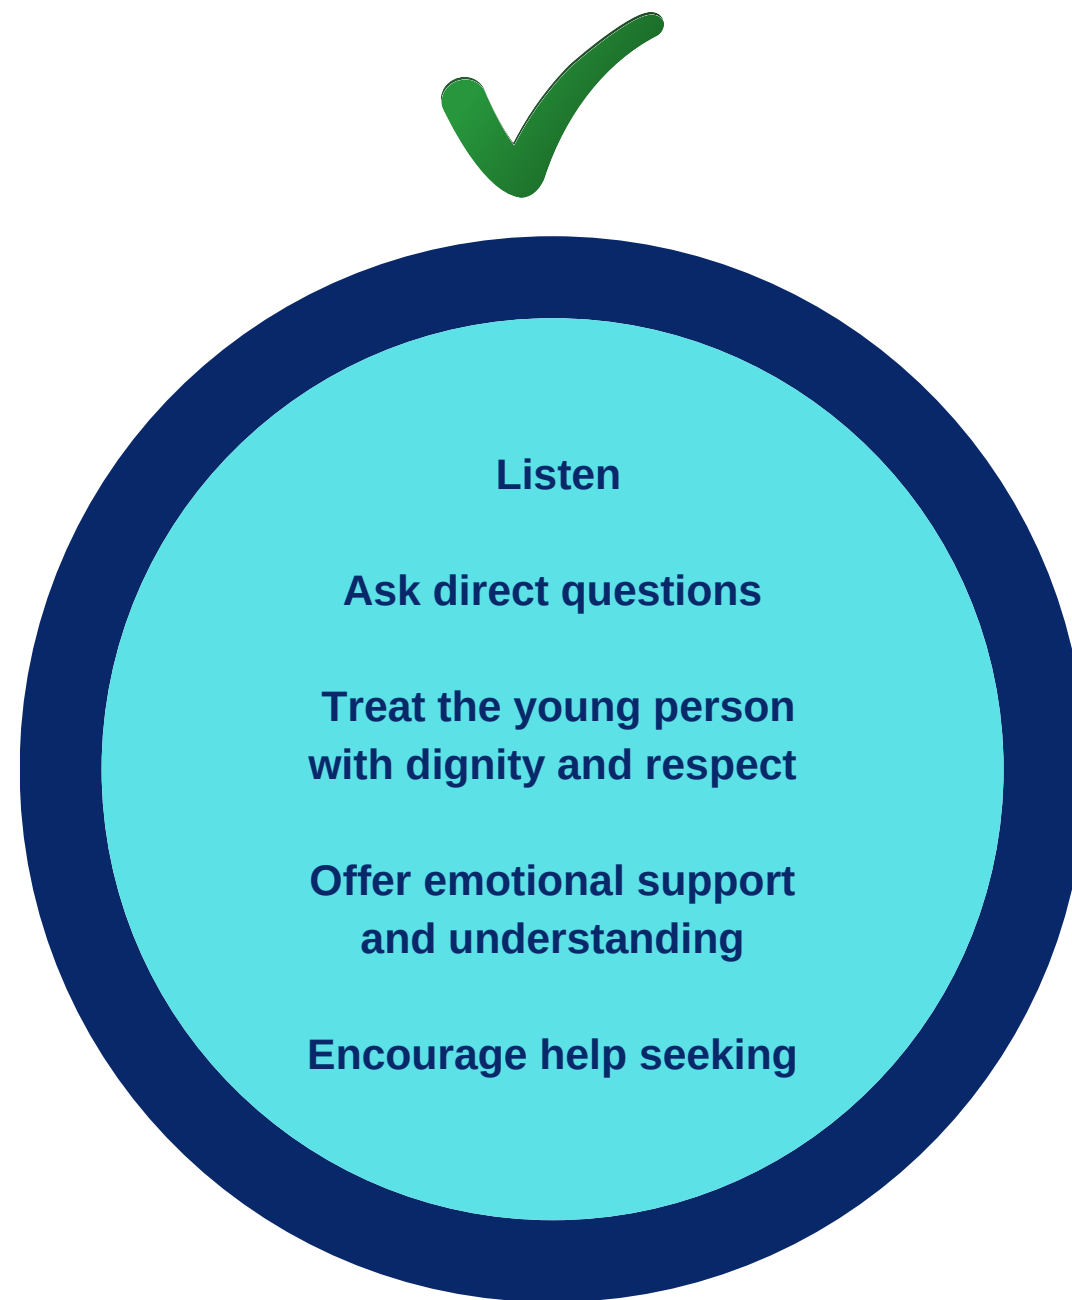 Listen
Ask direct questions
Treat the young person
with dignity and respect
Offer emotional support
and understanding
Encourage help seeking